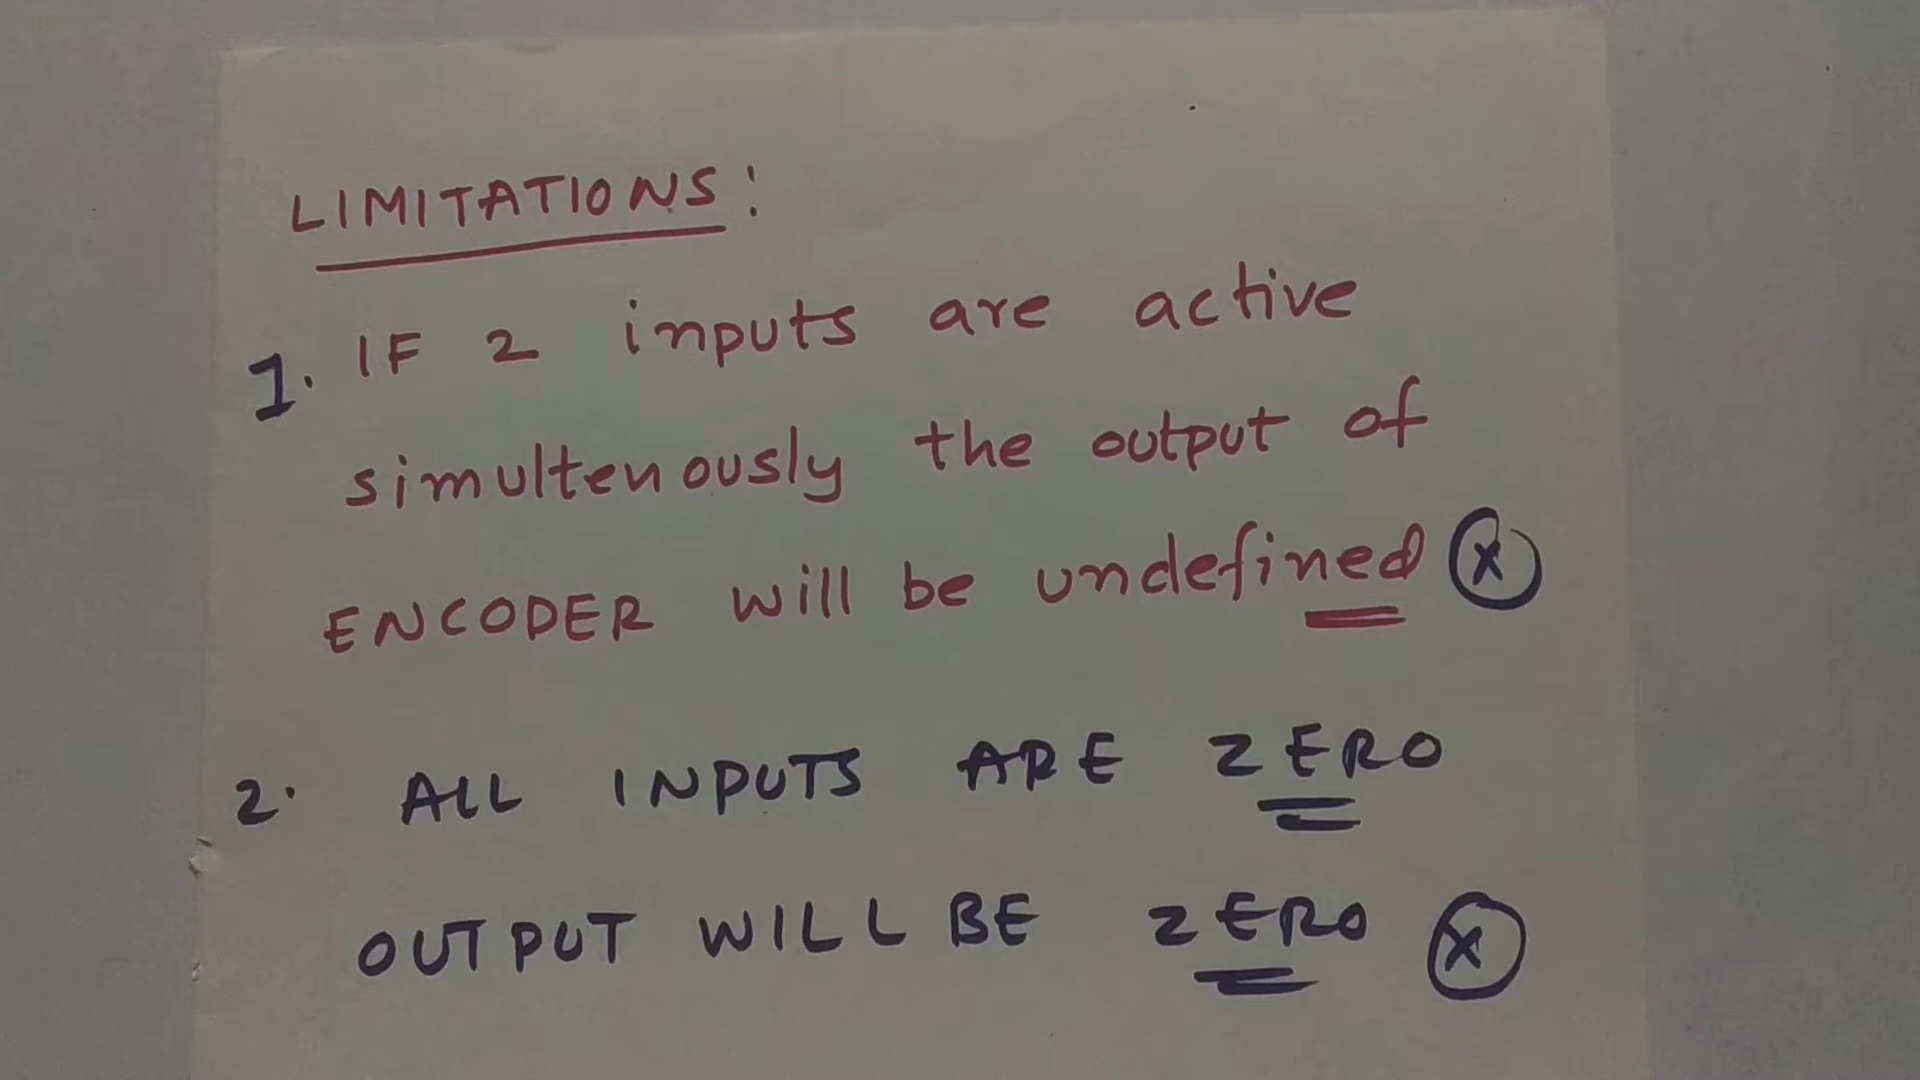 LIMITATIONS:
1. IF 2 inputs are active
simultenously the output of
ENCODER will be undefined X
2. ALL INPUTS ARE ZERO
OUTPUT WILL BE ZERO X